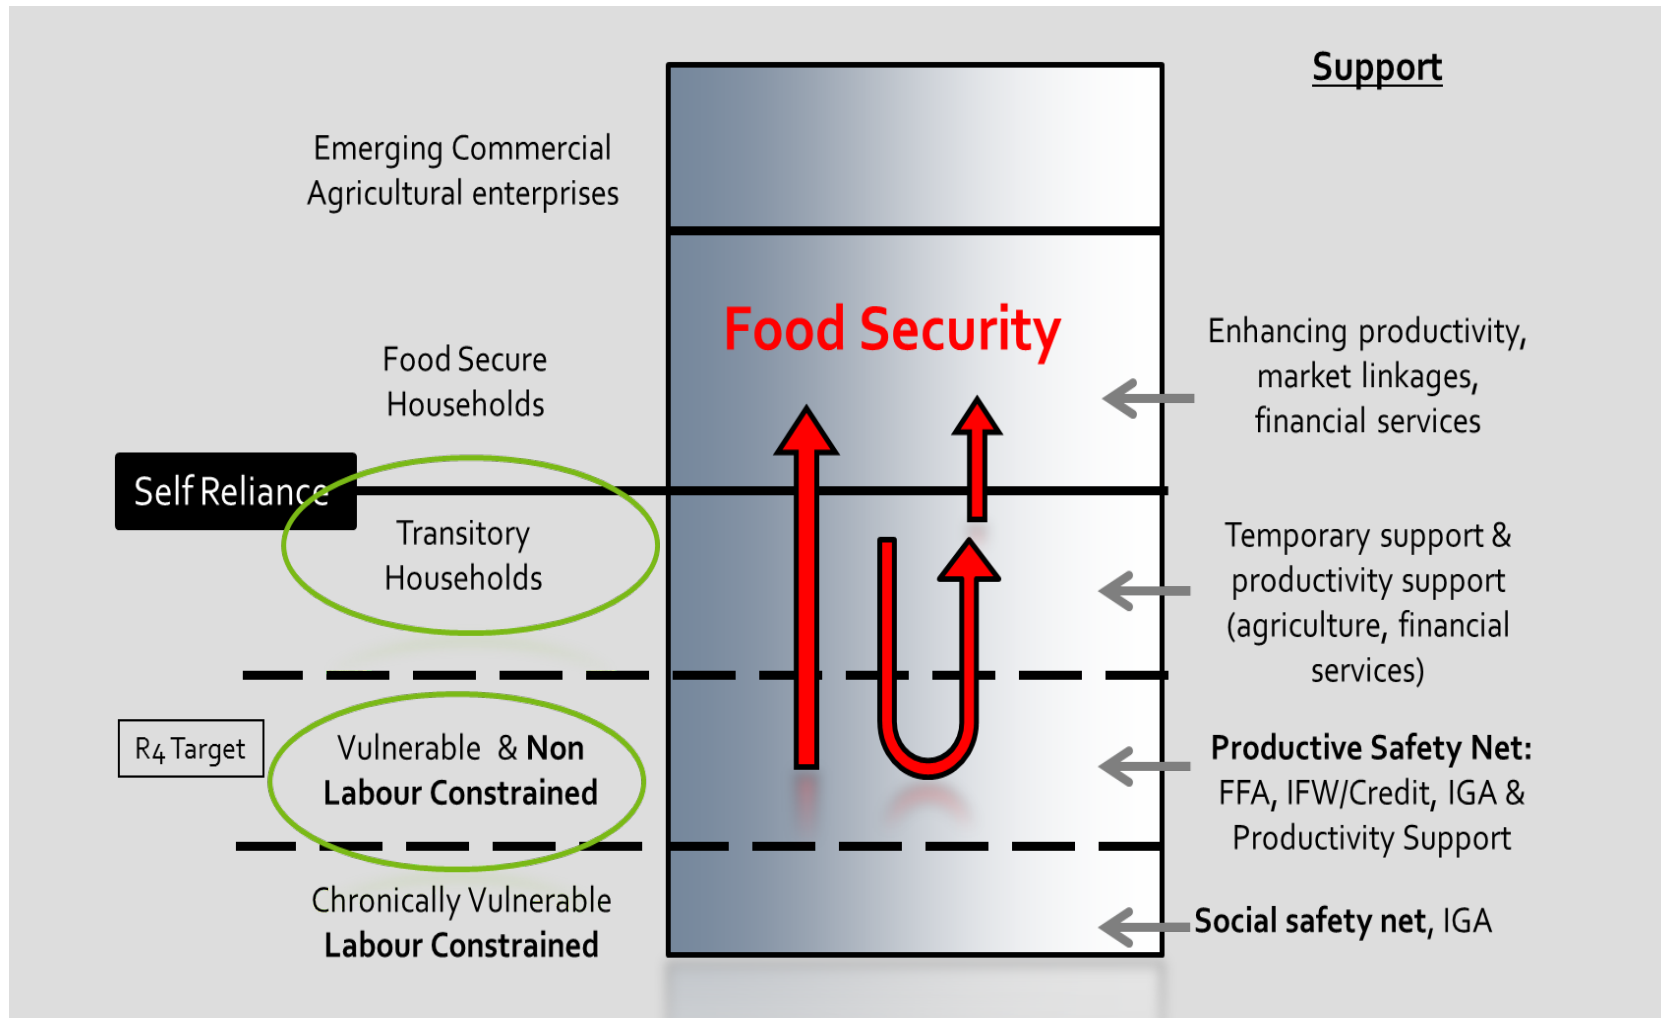 Support
Emerging Commercial
Agricultural enterprises
Food Security
Enhancing productivity,
market linkages,
financial services
Food Secure
Households
Self Reliance
Transitory
Households
Temporary support &
productivity support
(agriculture, financial
services)
R4 Target
Vulnerable & Non
Labour Constrained
Productive Safety Net:
FFA, IFW/Credit, IGA &
Productivity Support
Chronically Vulnerable
Labour Constrained
Social safety net, IGA